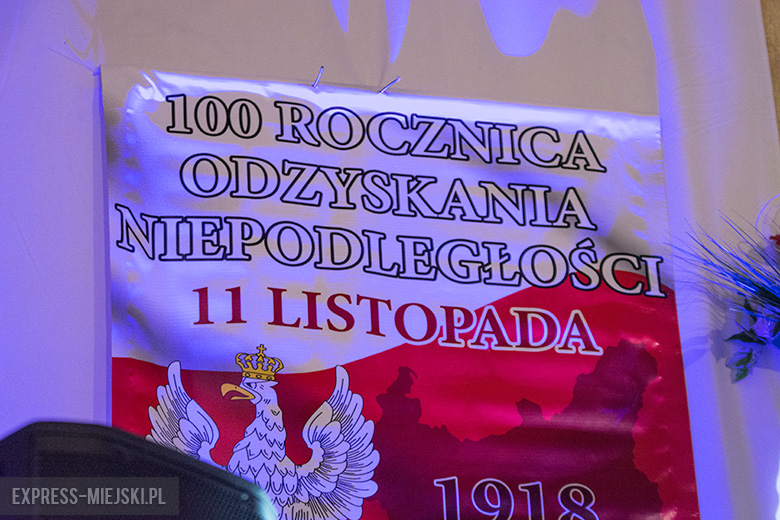 100 ROCZNICA
ODZYSKANIA
NIEPODLEGŁOŚCI
11 LISTOPADA
1918
EXPRESS-MIEJSKI.PL